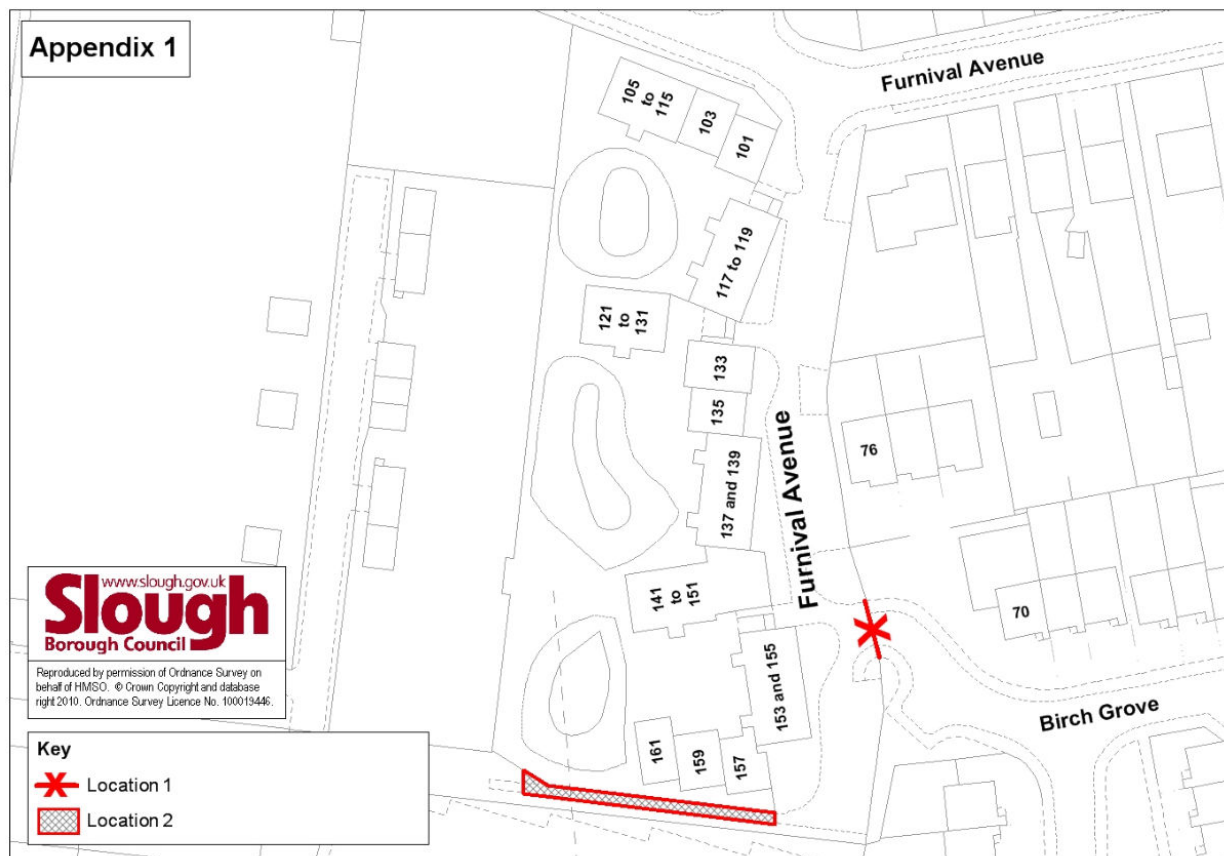 Appendix 1
Furnival Avenue
105
to
115
103
101
117 to 119
121
to
131
133
135
137 and 139
76
Furnival Avenue
141
to
151
70
153 and 155
Birch Grove
161
159
157
www.slough.gov.uk
Slough
Borough Council
Reproduced by permission of Ordnance Survey on
behalf of HMSO. © Crown Copyright and database
right 2010. Ordnance Survey Licence No. 100019446.
Key
Location 1
Location 2